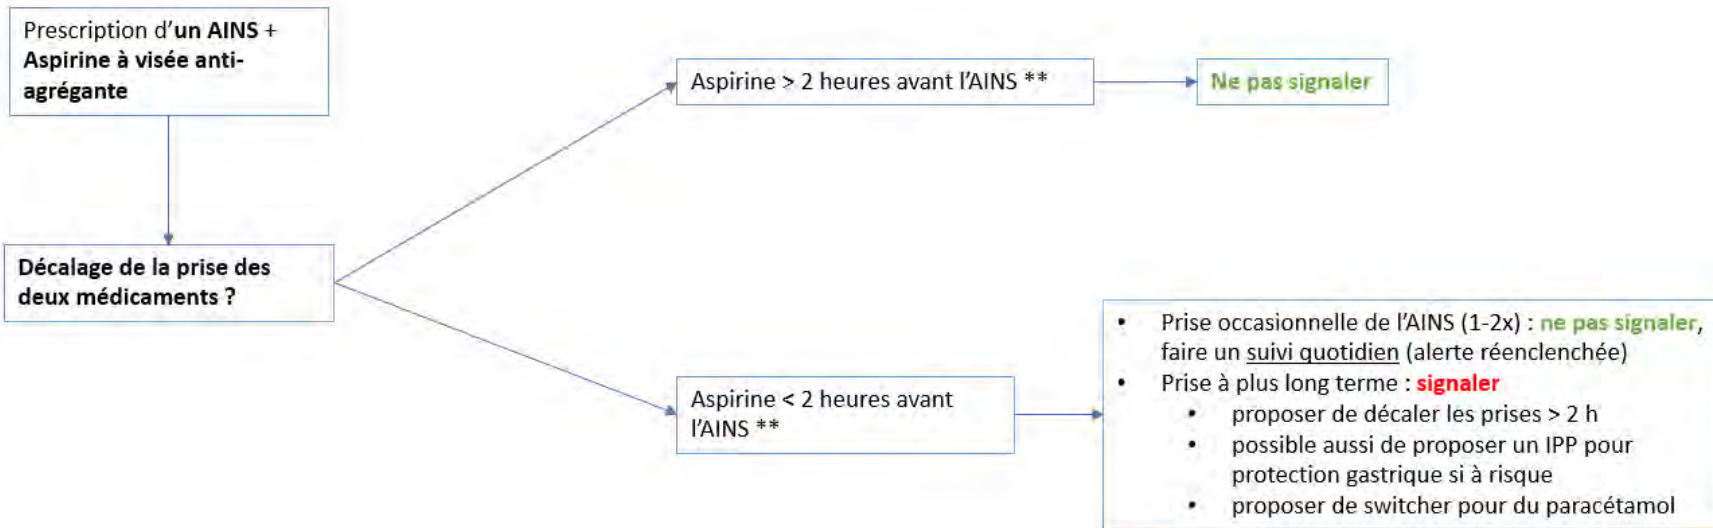 Prescription d'un AINS +
Aspirine à visée anti-
agrégante
Aspirine > 2 heures avant l'AINS **
Ne pas signaler
Décalage de la prise des
deux médicaments ?
Aspirine < 2 heures avant
l'AINS **
• Prise occasionnelle de l'AINS (1-2x) : ne pas signaler,
faire un suivi quotidien (alerte réenclenchée)
• Prise à plus long terme : signaler
• proposer de décaler les prises > 2 h
• possible aussi de proposer un IPP pour
protection gastrique si à risque
• proposer de switcher pour du paracétamol